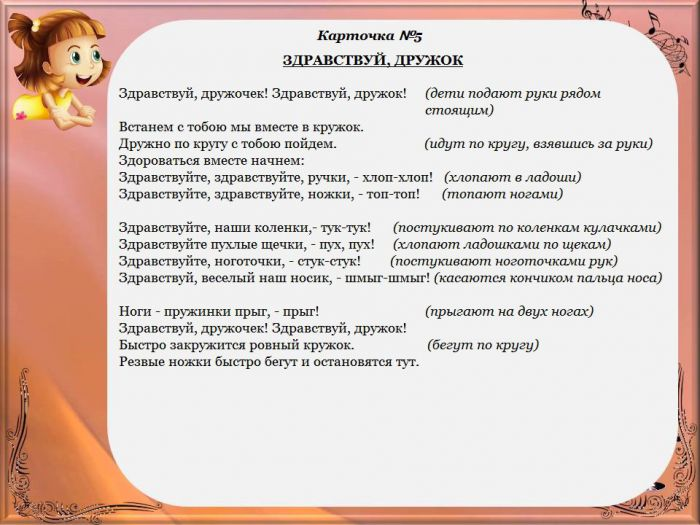 Карточка №5
ЗДРАВСТВУЙ, ДРУЖОК
Здравствуй, дружочек! Здравствуй, дружок! (дети подают руки рядом
стоящим)
Встанем с тобою мы вместе в кружок.
Дружно по кругу с тобою пойдем. (идут по кругу, взявшись за руки)
Здороваться вместе начнем:
Здравствуйте, здравствуйте, ручки, - хлоп-хлоп! (хлопают в ладоши)
Здравствуйте, здравствуйте, ножки, - топ-топ! (топают ногами)
Здравствуйте, наши коленки,- тук-тук! (постукивают по коленкам кулачками)
Здравствуйте пухлые щечки, - пух, пух! (хлопают ладошками по щекам)
Здравствуйте, ноготочки, - стук-стук! (постукивают ноготочками рук)
Здравствуй, веселый наш носик, - шмыг-шмыг! (касаются кончиком пальца носа)
Ноги - пружинки прыг, - прыг! (прыгают на двух ногах)
Здравствуй, дружочек! Здравствуй, дружок!
Быстро закружится ровный кружок. (бегут по кругу)
Резвые ножки быстро бегут и остановятся тут.